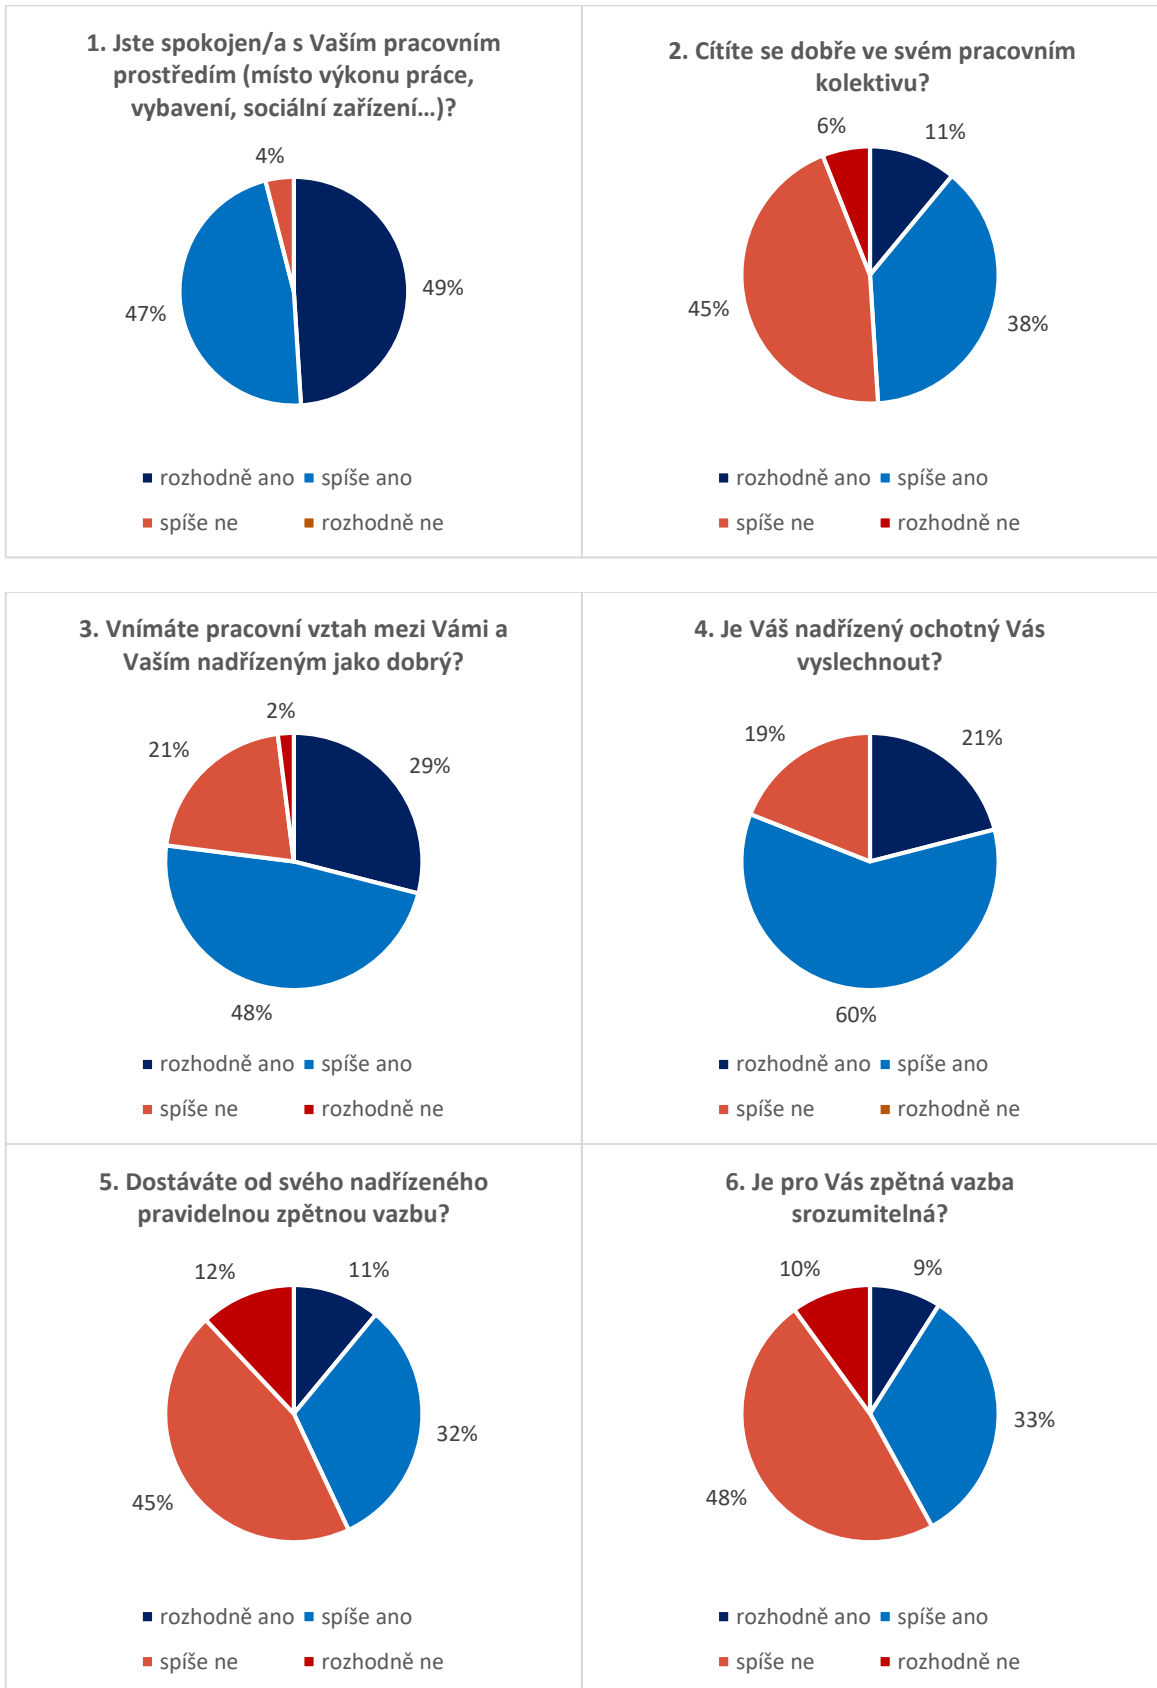 1. Jste spokojen/a s Vaším pracovním
prostředím (místo výkonu práce,
vybavení, sociální zařízení...)?
4%
49%
47%
rozhodně ano spíše ano
spíše ne rozhodně ne
2. Cítíte se dobře ve svém pracovním
kolektivu?
6%
11%
45%
38%
rozhodně ano spíše ano
spíše ne rozhodně ne
3. Vnímáte pracovní vztah mezi Vámi a
Vaším nadřízeným jako dobrý?
2%
21%
29%
48%
rozhodně ano spíše ano
spíše ne rozhodně ne
4. Je Váš nadřízený ochotný Vás
vyslechnout?
19%
21%
60%
rozhodně ano spíše ano
spíše ne rozhodně ne
5. Dostáváte od svého nadřízeného
pravidelnou zpětnou vazbu?
12%
11%
32%
45%
rozhodně ano spíše ano
spíše ne rozhodně ne
6. Je pro Vás zpětná vazba
srozumitelná?
10%
9%
33%
48%
rozhodně ano spíše ano
spíše ne rozhodně ne